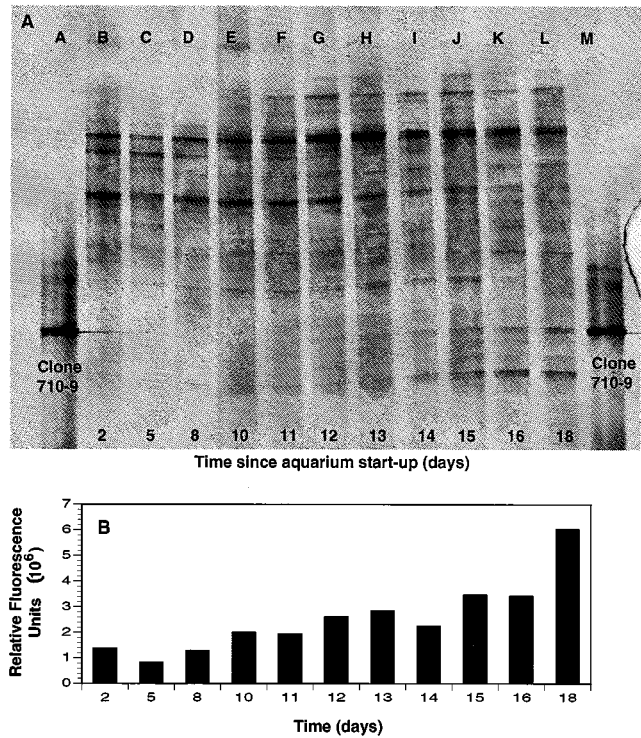 A
A B C D E F G H I J K L M
Clone
710-9
Clone
710-9
2 5 8 10 11 12 13 14 15 16 18
Time since aquarium start-up (days)
B
Relative Fluorescence
Units (10⁶)
7
6
5
4
3
2
1
0
2 5 8 10 11 12 13 14 15 16 18
Time (days)